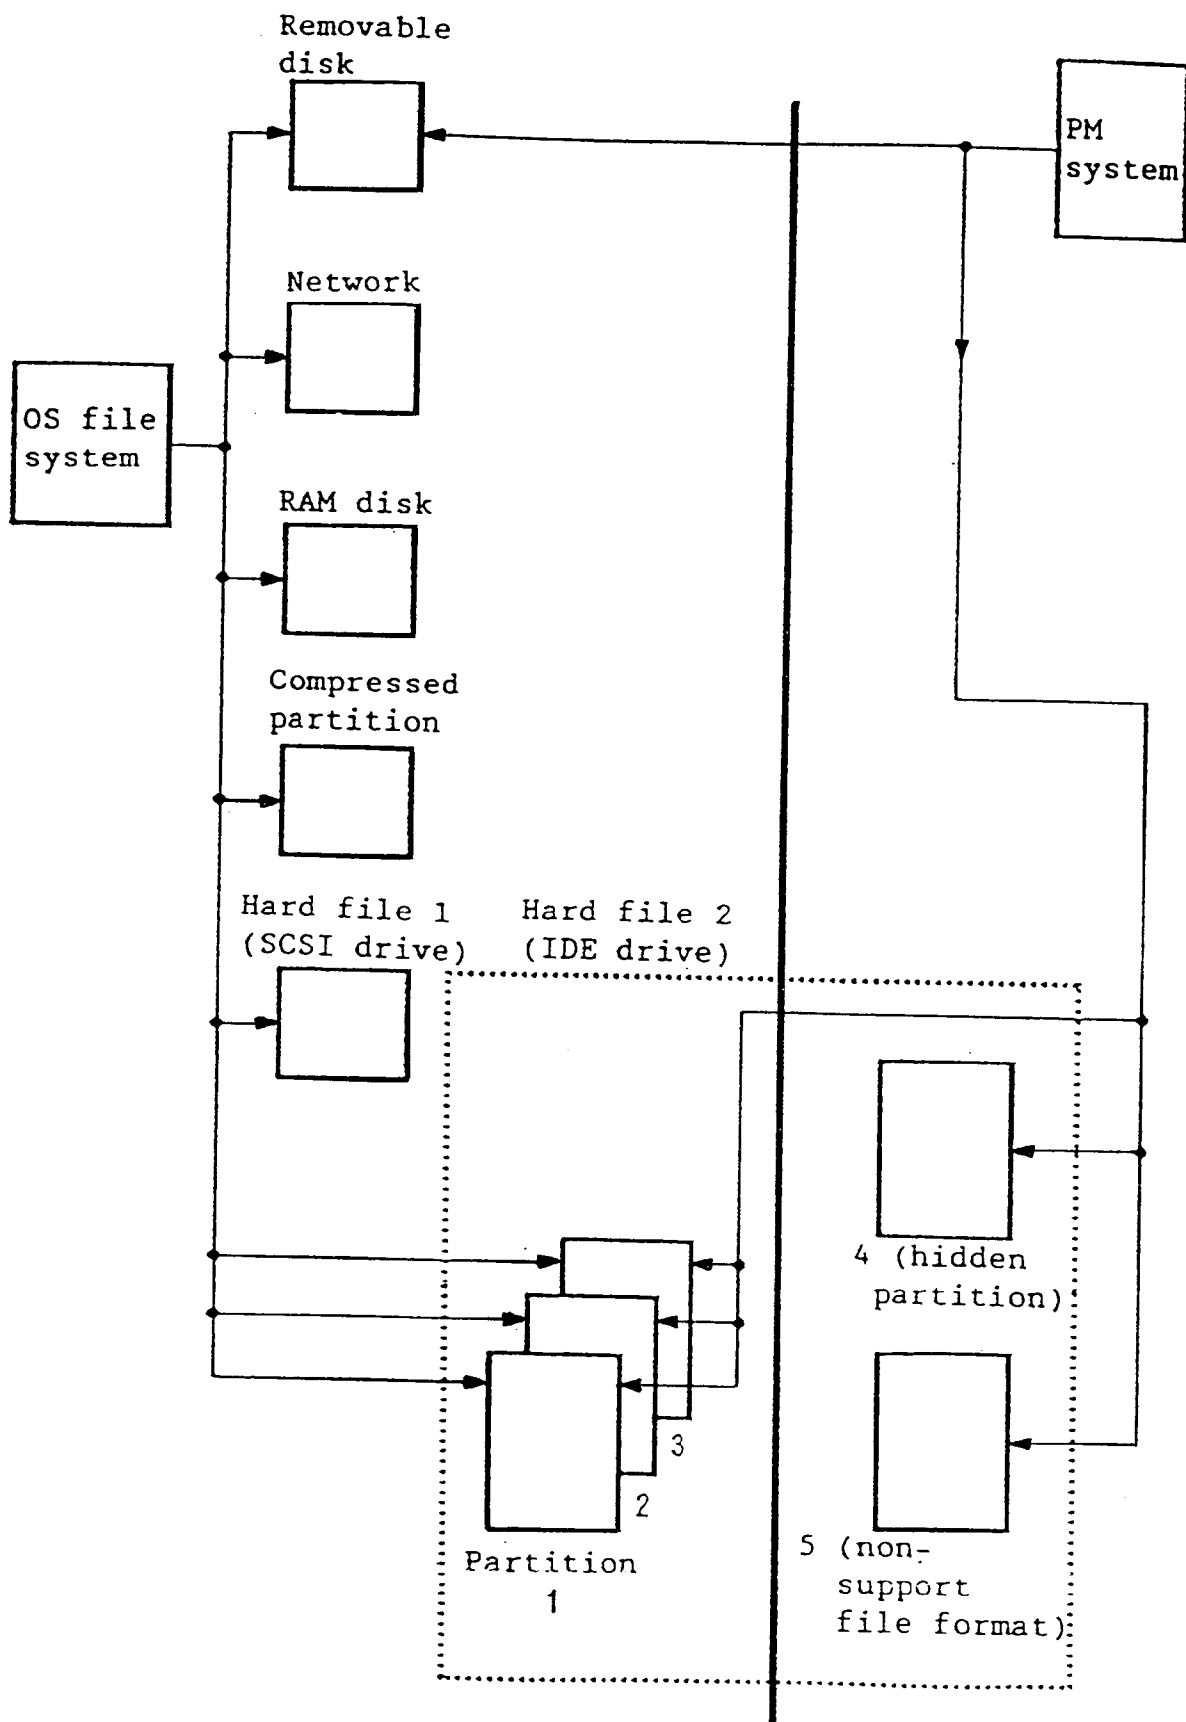 Removable
disk
PM
system
Network
OS file
system
RAM disk
Compressed
partition
Hard file 1
(SCSI drive)
Hard file 2
(IDE drive)
4 (hidden
partition)
3
2
Partition
1
5 (non-
support
file format)